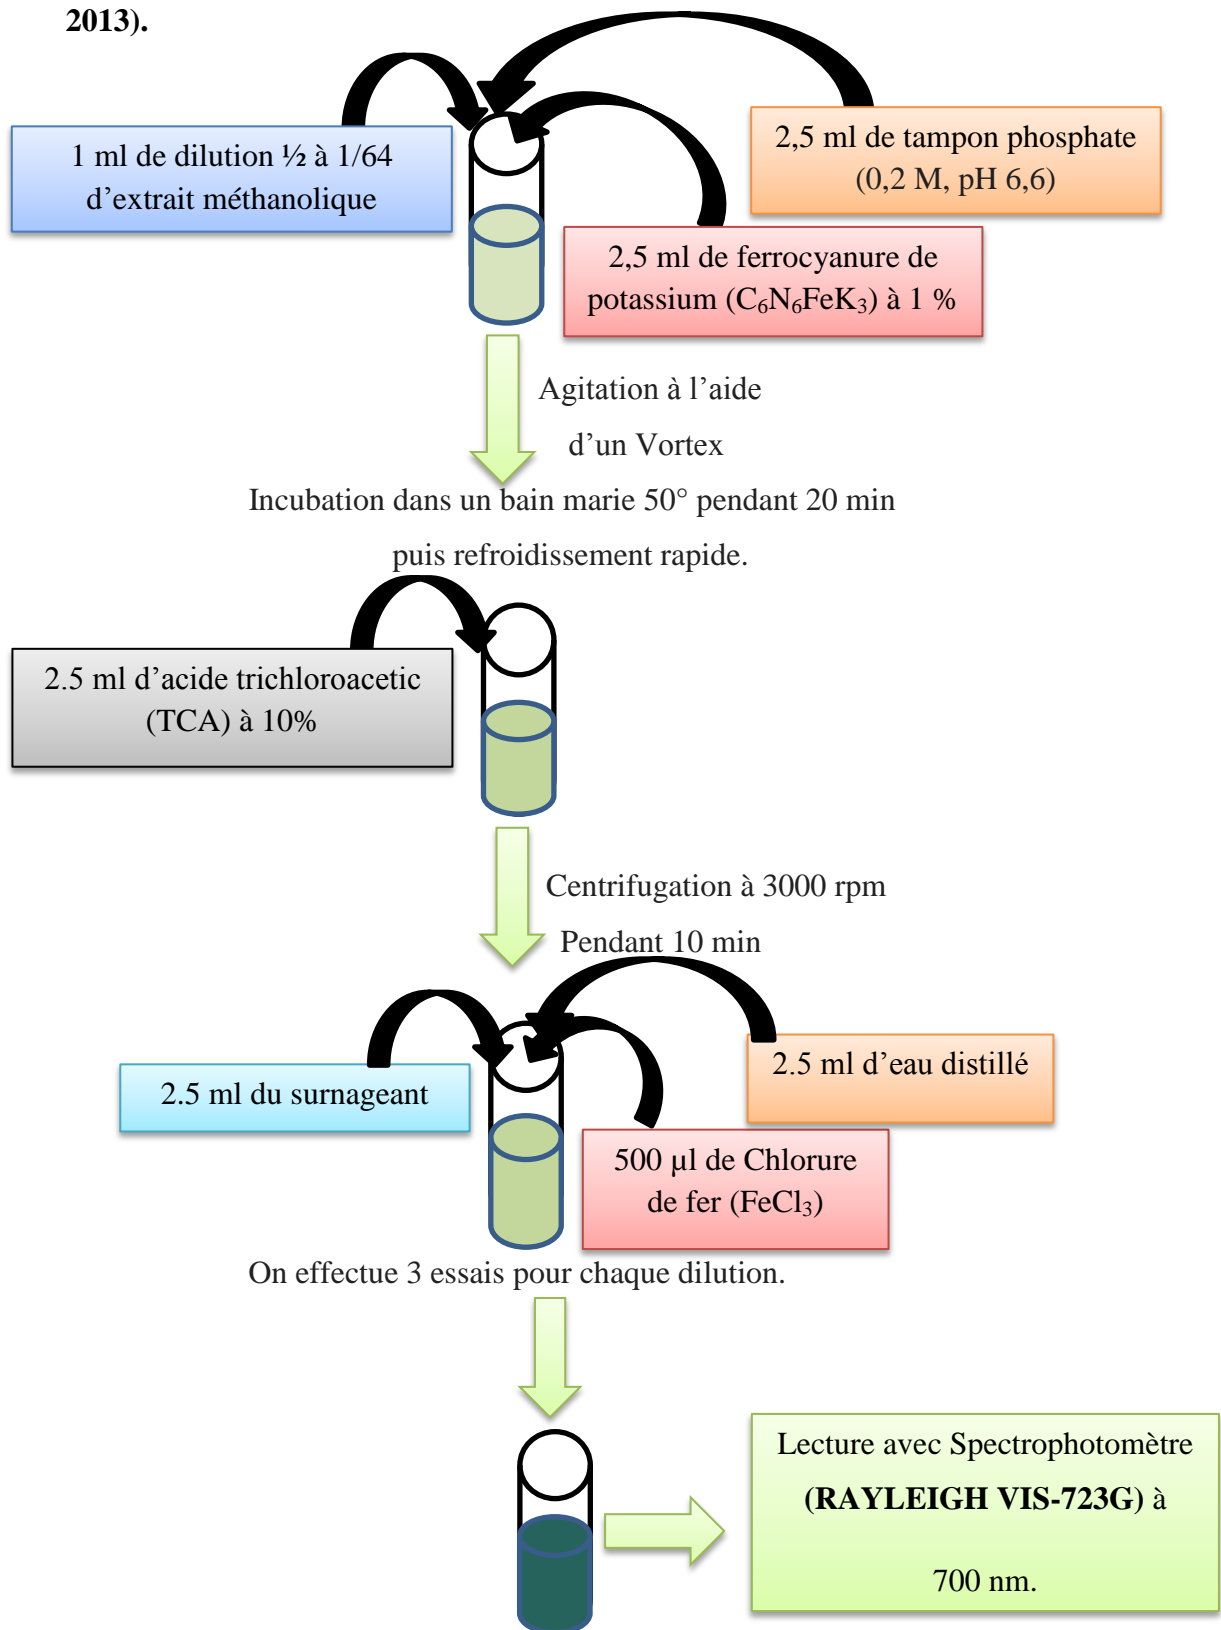 2013).
1 ml de dilution ½ à 1/64
d’extrait méthanolique
2,5 ml de tampon phosphate
(0,2 M, pH 6,6)
2,5 ml de ferrocyanure de
potassium (C₆N₆FeK₃) à 1 %
Agitation à l’aide
d’un Vortex
Incubation dans un bain marie 50° pendant 20 min
puis refroidissement rapide.
2.5 ml d’acide trichloroacetic
(TCA) à 10%
Centrifugation à 3000 rpm
Pendant 10 min
2.5 ml du surnageant
2.5 ml d’eau distillé
500 µl de Chlorure
de fer (FeCl₃)
On effectue 3 essais pour chaque dilution.
Lecture avec Spectrophotomètre
(RAYLEIGH VIS-723G) à
700 nm.